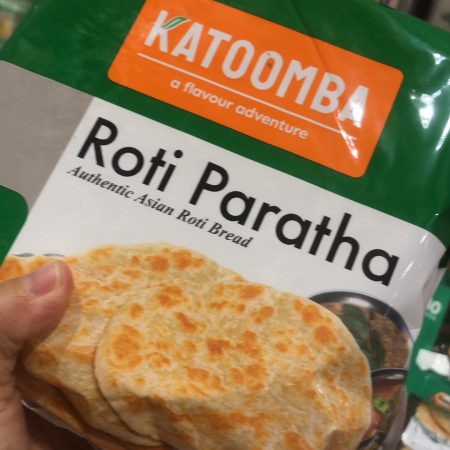 KATOOMBA
a flavour adventure
Roti Paratha
Authentic Asian Roti Bread